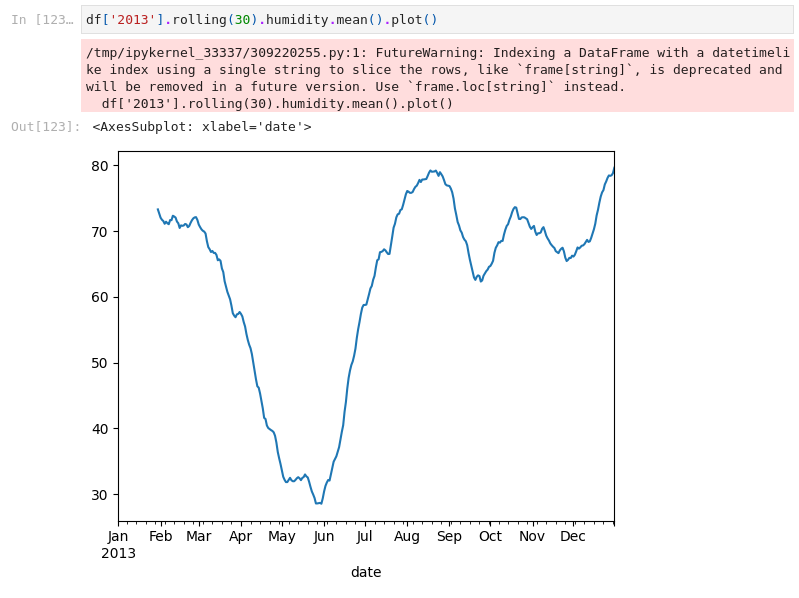 In [123… df['2013'].rolling(30).humidity.mean().plot()
/tmp/ipykernel_33337/309220255.py:1: FutureWarning: Indexing a DataFrame with a datetimeli
ke index using a single string to slice the rows, like `frame[string]`, is deprecated and
will be removed in a future version. Use `frame.loc[string]` instead.
  df['2013'].rolling(30).humidity.mean().plot()
Out[123]: <AxesSubplot: xlabel='date'>
80
70
60
50
40
30
Jan Feb Mar Apr May Jun Jul Aug Sep Oct Nov Dec
2013
date